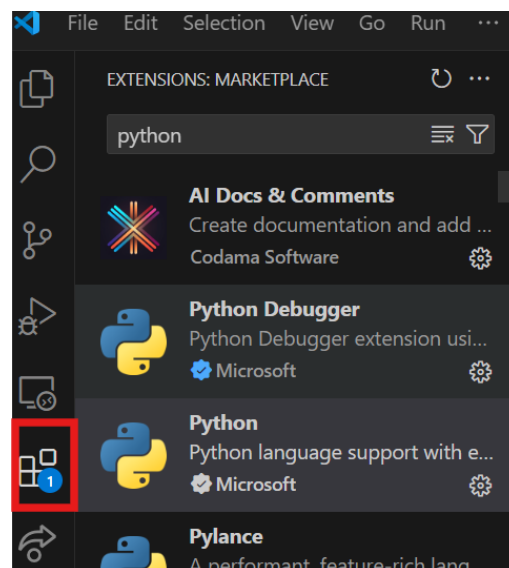 File Edit Selection View Go Run ···
EXTENSIONS: MARKETPLACE
python
AI Docs & Comments
Create documentation and add ...
Codama Software
Python Debugger
Python Debugger extension usi...
Microsoft
Python
Python language support with e...
Microsoft
1
Pylance
A performant, feature-rich lang